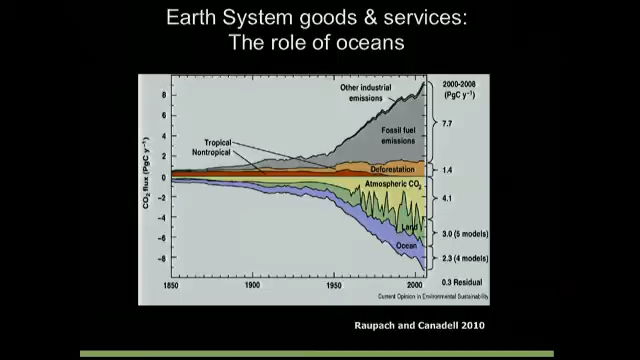 Earth System goods & services:
The role of oceans
Other industrial
emissions
2000-2008
(PgC y⁻¹)
8
6
4
2
0
−2
−4
−6
−8
CO₂ flux (PgC y⁻¹)
Fossil fuel
emissions
7.7
Tropical
Nontropical
Deforestation
1.4
Atmospheric CO₂
4.1
Land
3.0 (5 models)
Ocean
2.3 (4 models)
0.3 Residual
1850
1900
1950
2000
Current Opinion in Environmental Sustainability
Raupach and Canadell 2010